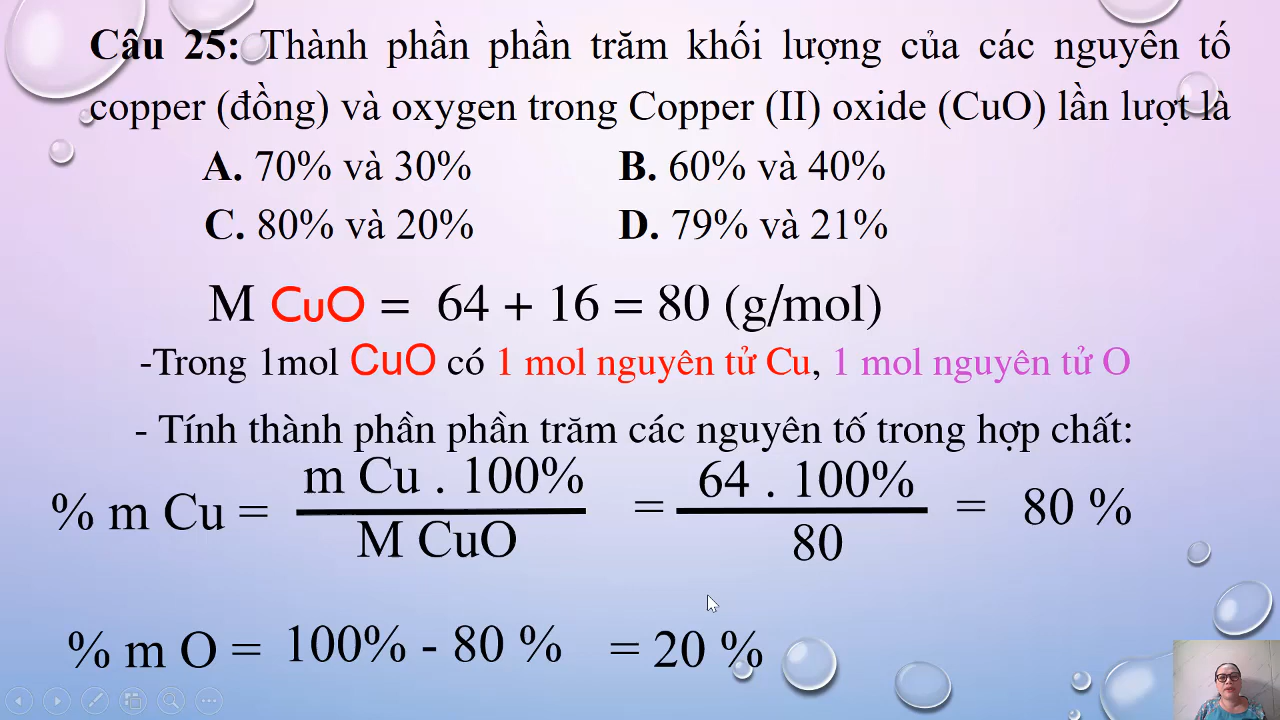 Câu 25: Thành phần phần trăm khối lượng của các nguyên tố
copper (đồng) và oxygen trong Copper (II) oxide (CuO) lần lượt là
A. 70% và 30% B. 60% và 40%
C. 80% và 20% D. 79% và 21%
M CuO = 64 + 16 = 80 (g/mol)
-Trong 1mol CuO có 1 mol nguyên tử Cu, 1 mol nguyên tử O
- Tính thành phần phần trăm các nguyên tố trong hợp chất:
m Cu . 100% 64 . 100%
% m Cu = = = 80 %
M CuO 80
% m O = 100% - 80 % = 20 %